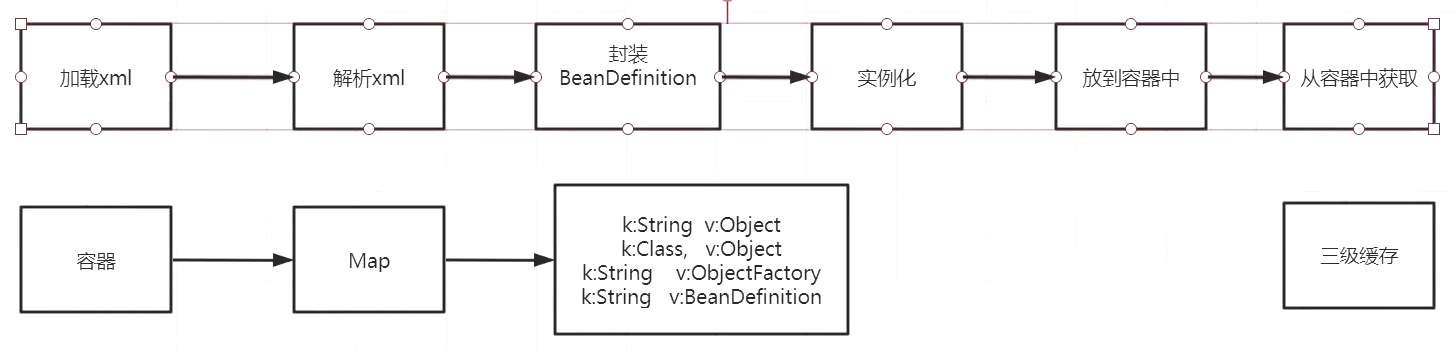 加载xml
解析xml
封装
BeanDefinition
实例化
放到容器中
从容器中获取
容器
Map
k:String v:Object
k:Class, v:Object
k:String v:ObjectFactory
k:String v:BeanDefinition
三级缓存